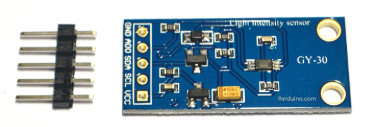 Light intensity sensor
GND ADD SDA SCL VCC
GY-30
9arduino.com